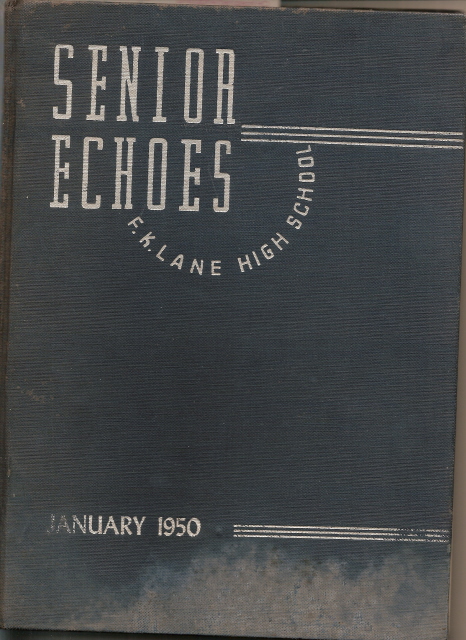 SENIOR
ECHOES
F.K.LANE HIGH SCHOOL
JANUARY 1950